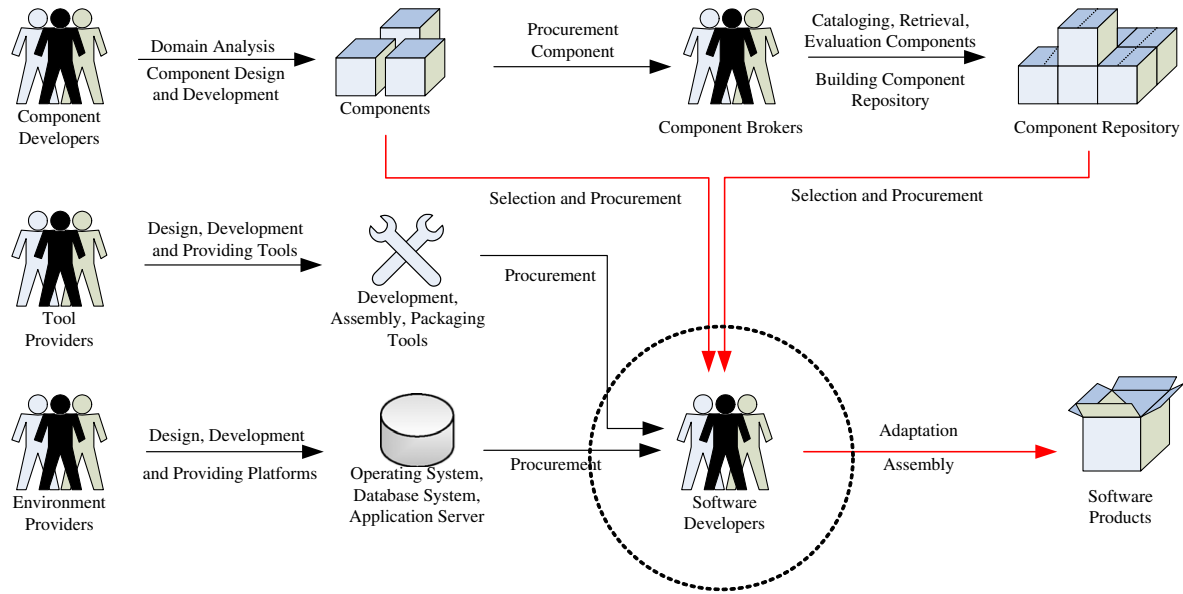 Component
Developers
Domain Analysis
Component Design
and Development
Components
Procurement
Component
Component Brokers
Cataloging, Retrieval,
Evaluation Components
Building Component
Repository
Component Repository
Selection and Procurement
Selection and Procurement
Tool
Providers
Design, Development
and Providing Tools
Development,
Assembly, Packaging
Tools
Procurement
Environment
Providers
Design, Development
and Providing Platforms
Operating System,
Database System,
Application Server
Procurement
Software
Developers
Adaptation
Assembly
Software
Products